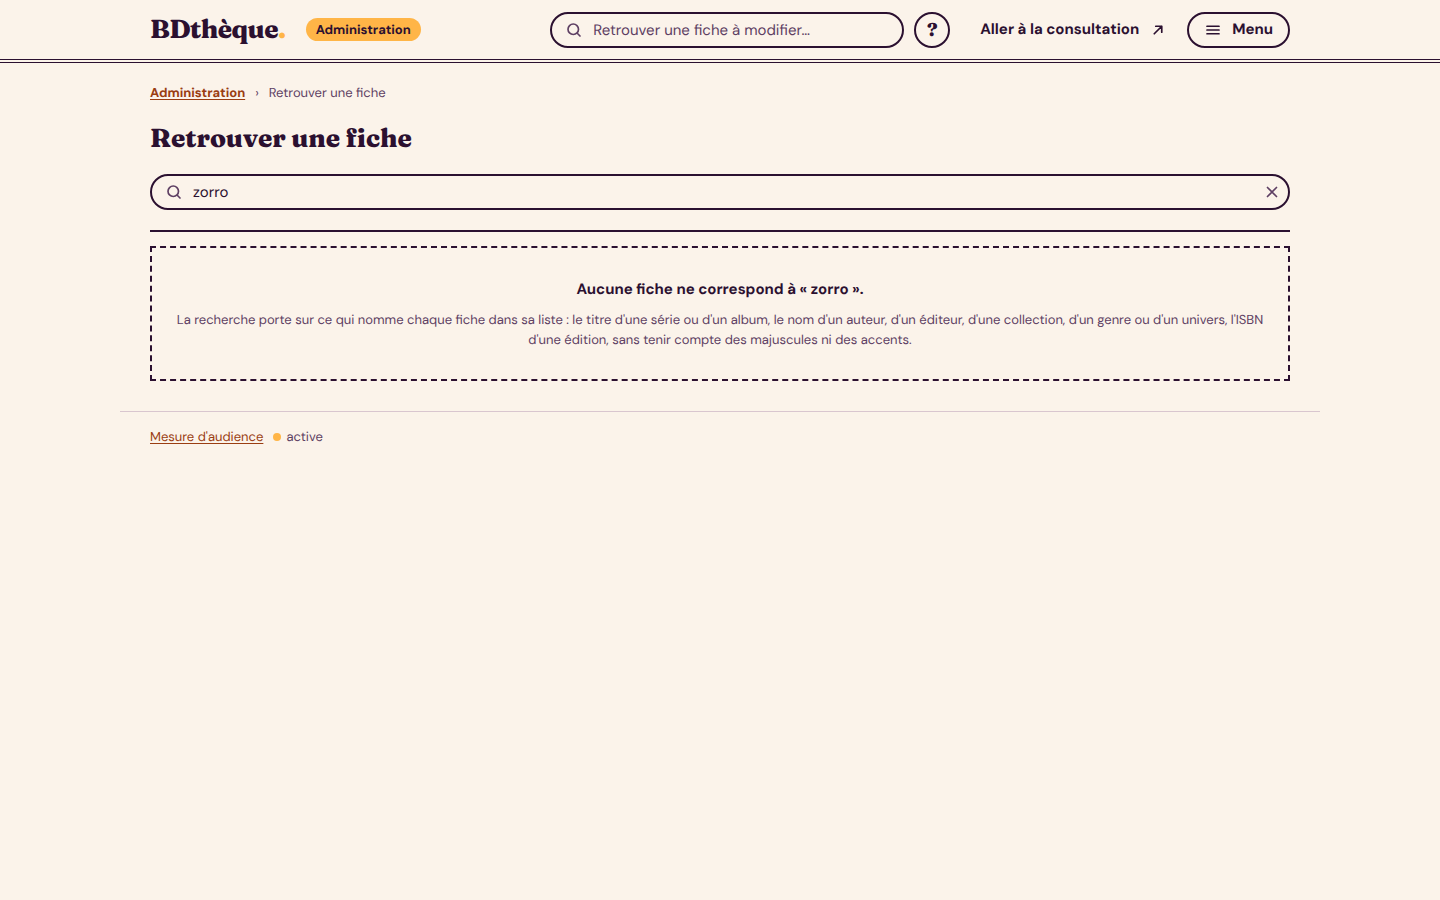 BDthèque. Administration Retrouver une fiche à modifier... ? Aller à la consultation Menu
Administration › Retrouver une fiche
Retrouver une fiche
zorro
Aucune fiche ne correspond à « zorro ».
La recherche porte sur ce qui nomme chaque fiche dans sa liste : le titre d'une série ou d'un album, le nom d'un auteur, d'un éditeur, d'une collection, d'un genre ou d'un univers, l'ISBN
d'une édition, sans tenir compte des majuscules ni des accents.
Mesure d'audience active